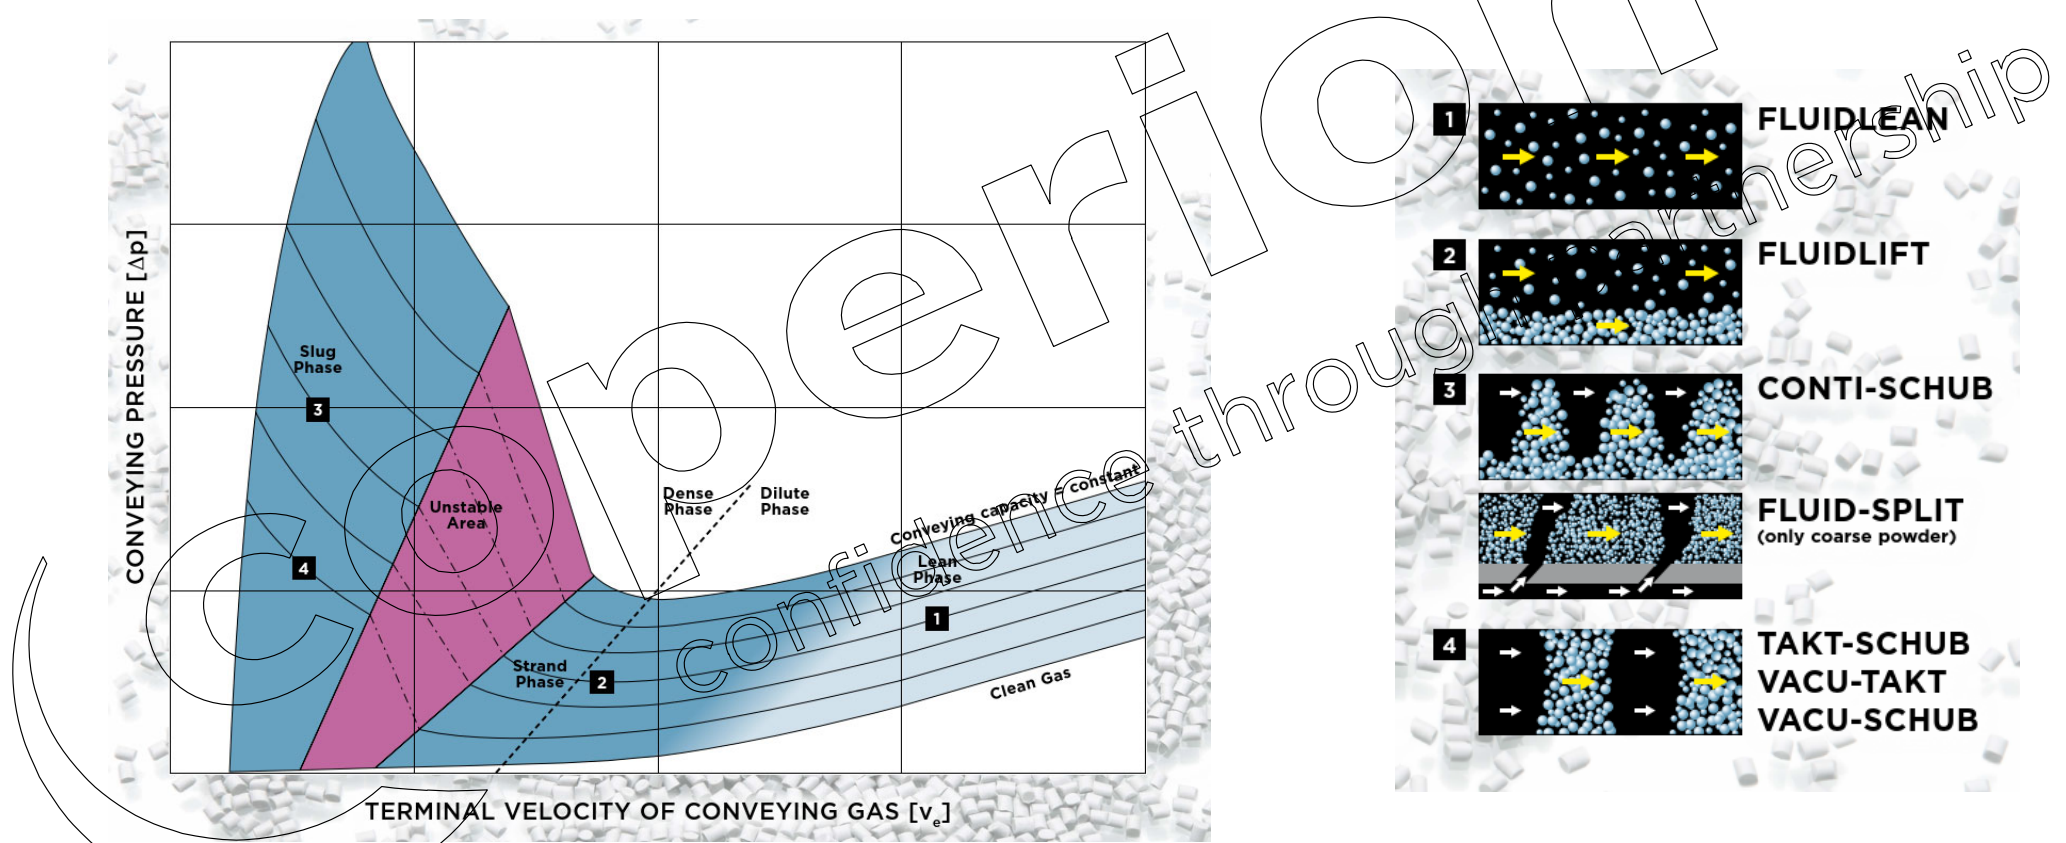 CONVEYING PRESSURE [Δp]
Slug
Phase
3
4
Unstable
Area
Dense
Phase
Dilute
Phase
Conveying capacity = constant
Lean
Phase
1
Strand
Phase
2
Clean Gas
TERMINAL VELOCITY OF CONVEYING GAS [ve]
coperion
confidence through partnership
1
FLUIDLEAN
2
FLUIDLIFT
3
CONTI-SCHUB
FLUID-SPLIT
(only coarse powder)
4
TAKT-SCHUB
VACU-TAKT
VACU-SCHUB